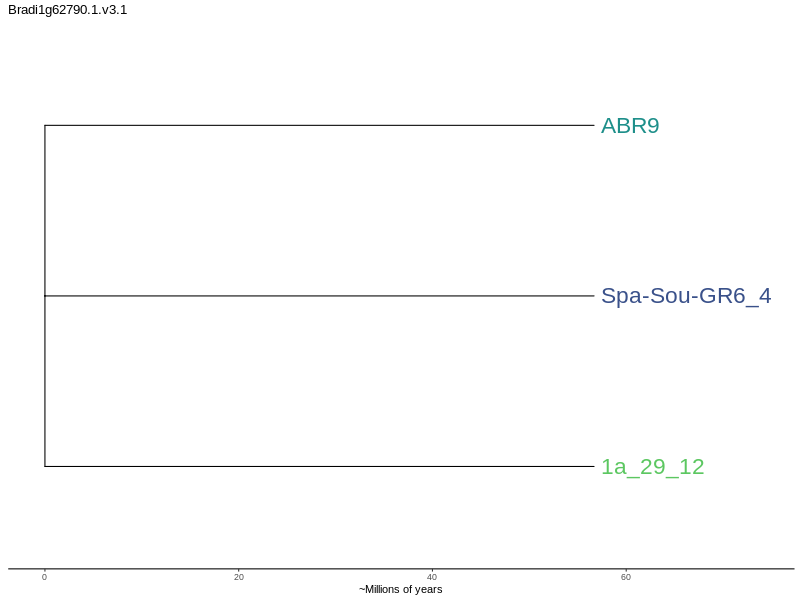 Bradi1g62790.1.v3.1
ABR9
Spa-Sou-GR6_4
1a_29_12
0 20 40 60
~Millions of years